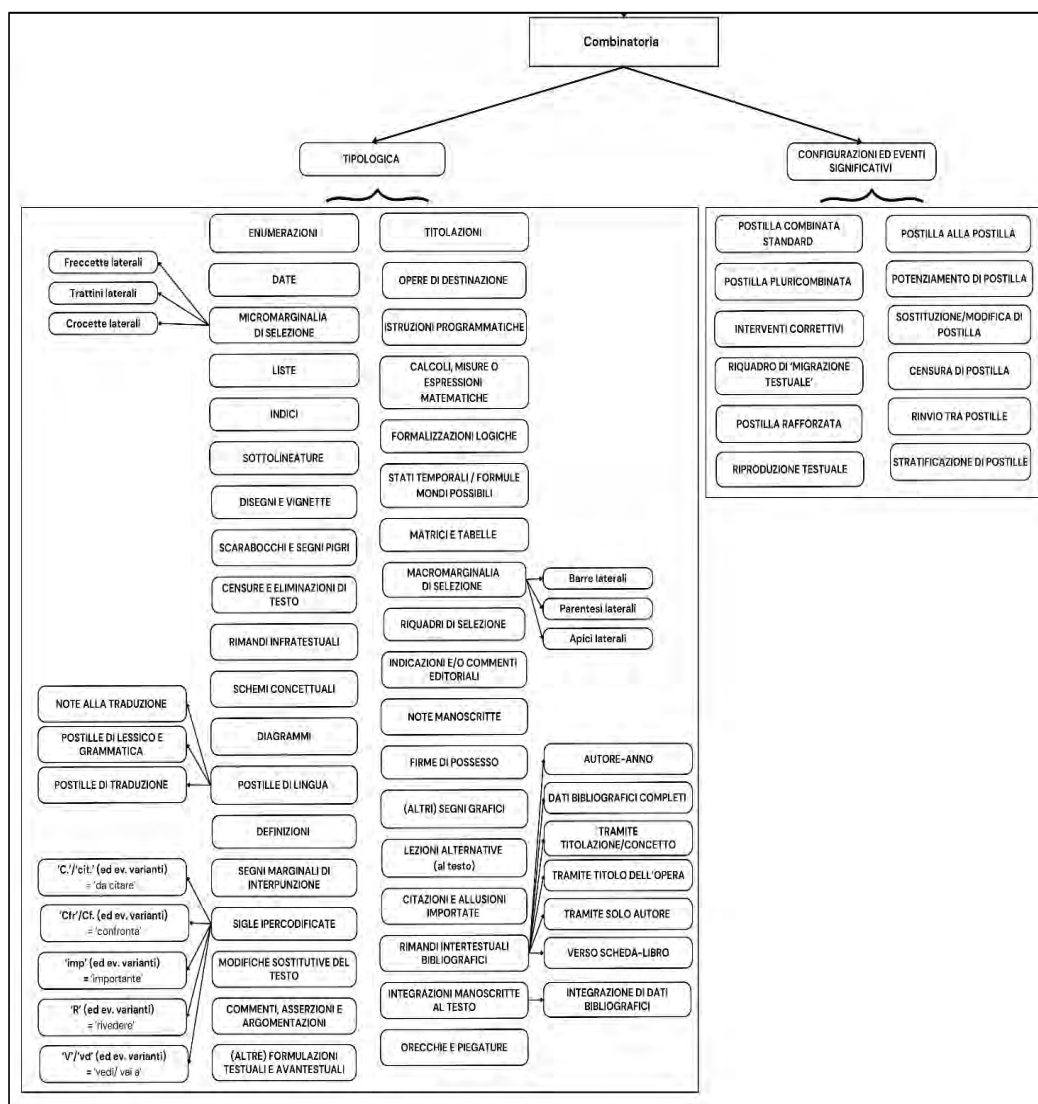 Combinatoria
TIPOLOGICA
CONFIGURAZIONI ED EVENTI
SIGNIFICATIVI
Freccette laterali
Trattini laterali
Crocette laterali
ENUMERAZIONI
DATE
MICROMARGINALIA
DI SELEZIONE
LISTE
INDICI
SOTTOLINEATURE
DISEGNI E VIGNETTE
SCARABOCCHI E SEGNI PIGRI
CENSURE E ELIMINAZIONI DI
TESTO
RIMANDI INFRATESTUALI
SCHEMI CONCETTUALI
DIAGRAMMI
POSTILLE DI LINGUA
DEFINIZIONI
SEGNI MARGINALI DI
INTERPUNZIONE
SIGLE IPERCODIFICATE
MODIFICHE SOSTITUTIVE DEL
TESTO
COMMENTI, ASSERZIONI E
ARGOMENTAZIONI
(ALTRE) FORMULAZIONI
TESTUALI E AVANTESTUALI
NOTE ALLA TRADUZIONE
POSTILLE DI LESSICO E
GRAMMATICA
POSTILLE DI TRADUZIONE
'C.'/'cit.' (ed ev. varianti)
= 'da citare'
'Cfr'/Cf. (ed ev. varianti)
= 'confronta'
'imp' (ed ev. varianti)
= 'importante'
'R' (ed ev. varianti)
= 'rivedere'
'V'/'vd' (ed ev. varianti)
= 'vedi/ vai a'
TITOLAZIONI
OPERE DI DESTINAZIONE
ISTRUZIONI PROGRAMMATICHE
CALCOLI, MISURE O
ESPRESSIONI
MATEMATICHE
FORMALIZZAZIONI LOGICHE
STATI TEMPORALI / FORMULE
MONDI POSSIBILI
MATRICI E TABELLE
MACROMARGINALIA
DI SELEZIONE
RIQUADRI DI SELEZIONE
INDICAZIONI E/O COMMENTI
EDITORIALI
NOTE MANOSCRITTE
FIRME DI POSSESSO
(ALTRI) SEGNI GRAFICI
LEZIONI ALTERNATIVE
(al testo)
CITAZIONI E ALLUSIONI
IMPORTATE
RIMANDI INTERTESTUALI
BIBLIOGRAFICI
INTEGRAZIONI MANOSCRITTE
AL TESTO
ORECCHIE E PIEGATURE
Barre laterali
Parentesi laterali
Apici laterali
AUTORE-ANNO
DATI BIBLIOGRAFICI COMPLETI
TRAMITE
TITOLAZIONE/CONCETTO
TRAMITE TITOLO DELL'OPERA
TRAMITE SOLO AUTORE
VERSO SCHEDA-LIBRO
INTEGRAZIONE DI DATI
BIBLIOGRAFICI
POSTILLA COMBINATA
STANDARD
POSTILLA PLURICOMBINATA
INTERVENTI CORRETTIVI
RIQUADRO DI 'MIGRAZIONE
TESTUALE'
POSTILLA RAFFORZATA
RIPRODUZIONE TESTUALE
POSTILLA ALLA POSTILLA
POTENZIAMENTO DI POSTILLA
SOSTITUZIONE/MODIFICA DI
POSTILLA
CENSURA DI POSTILLA
RINVIO TRA POSTILLE
STRATIFICAZIONE DI POSTILLE